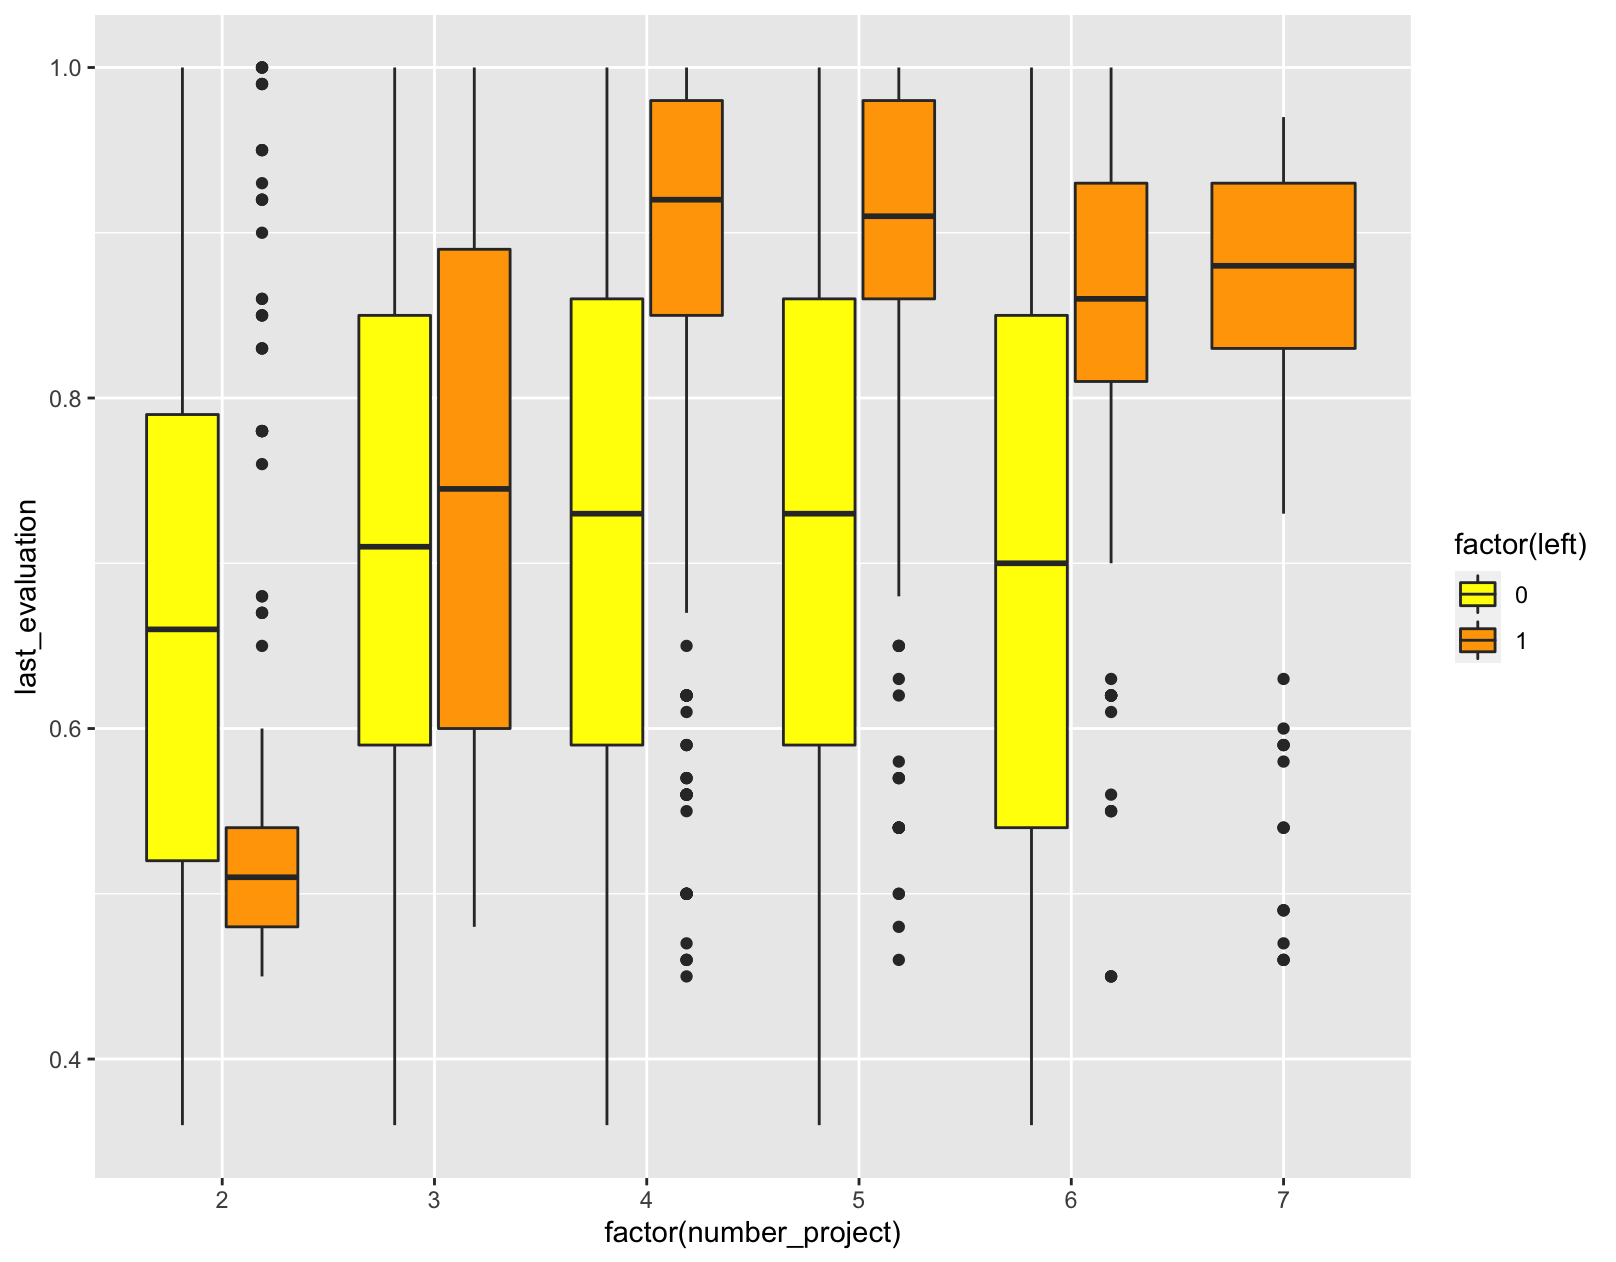 1.0
0.8
0.6
0.4
last_evaluation
2 3 4 5 6 7
factor(number_project)
factor(left)
0
1